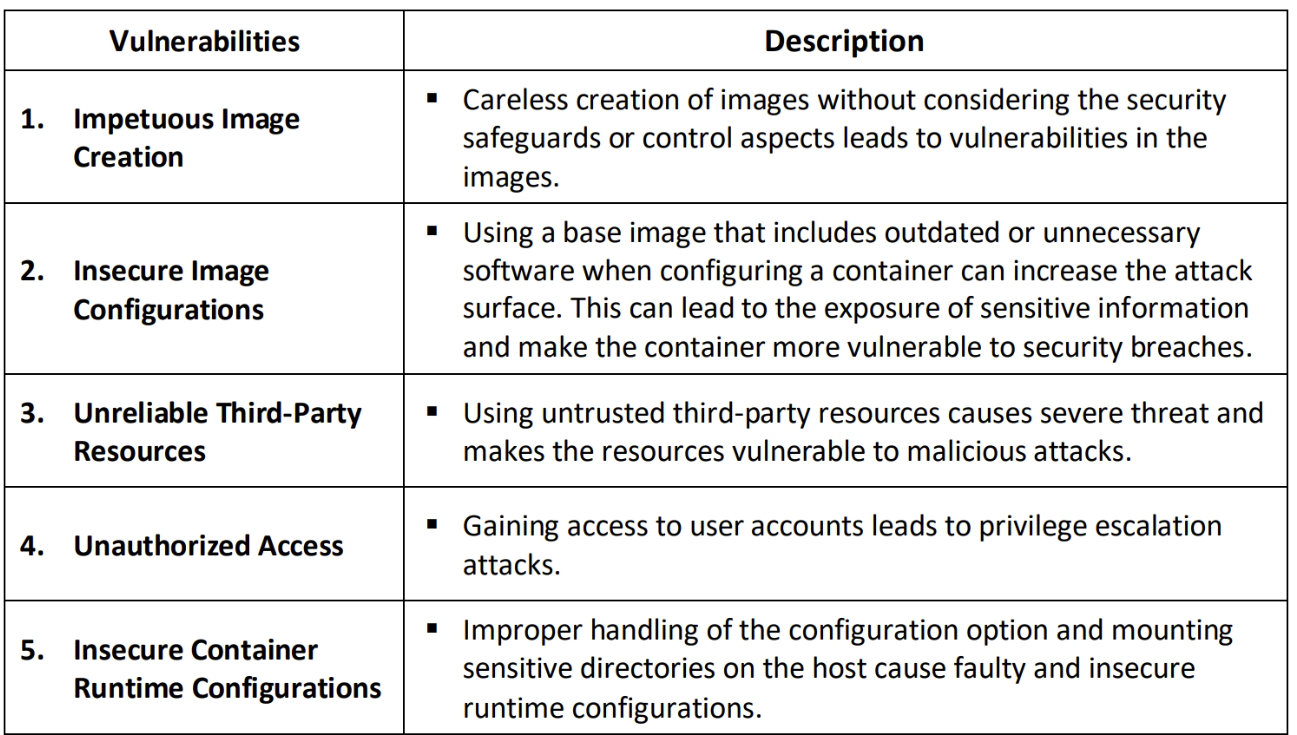 Vulnerabilities
Description
1. Impetuous Image
Creation
▪ Careless creation of images without considering the security
safeguards or control aspects leads to vulnerabilities in the
images.
2. Insecure Image
Configurations
▪ Using a base image that includes outdated or unnecessary
software when configuring a container can increase the attack
surface. This can lead to the exposure of sensitive information
and make the container more vulnerable to security breaches.
3. Unreliable Third-Party
Resources
▪ Using untrusted third-party resources causes severe threat and
makes the resources vulnerable to malicious attacks.
4. Unauthorized Access
▪ Gaining access to user accounts leads to privilege escalation
attacks.
5. Insecure Container
Runtime Configurations
▪ Improper handling of the configuration option and mounting
sensitive directories on the host cause faulty and insecure
runtime configurations.